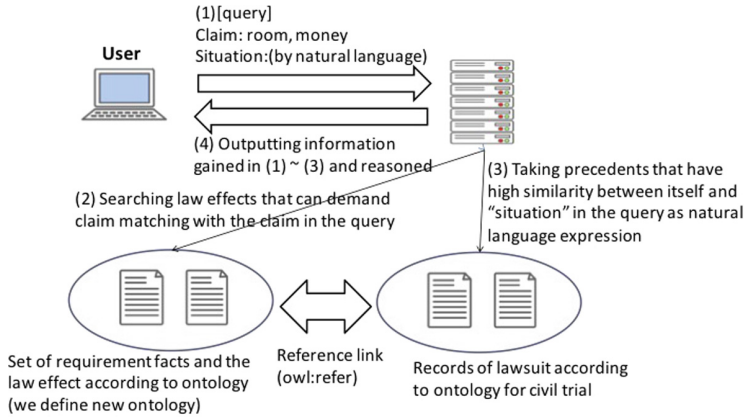 (1)[query]
Claim: room, money
Situation:(by natural language)
User
(4) Outputting information
gained in (1) ~ (3) and reasoned
(3) Taking precedents that have
high similarity between itself and
“situation” in the query as natural
language expression
(2) Searching law effects that can demand
claim matching with the claim in the query
Set of requirement facts and the
law effect according to ontology
(we define new ontology)
Reference link
(owl:refer)
Records of lawsuit according
to ontology for civil trial